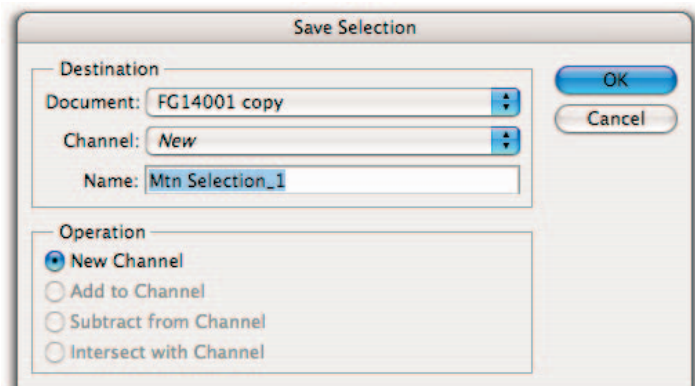 Save Selection
Destination
Document: FG14001 copy
Channel: New
Name: Mtn Selection_1
OK
Cancel
Operation
New Channel
Add to Channel
Subtract from Channel
Intersect with Channel